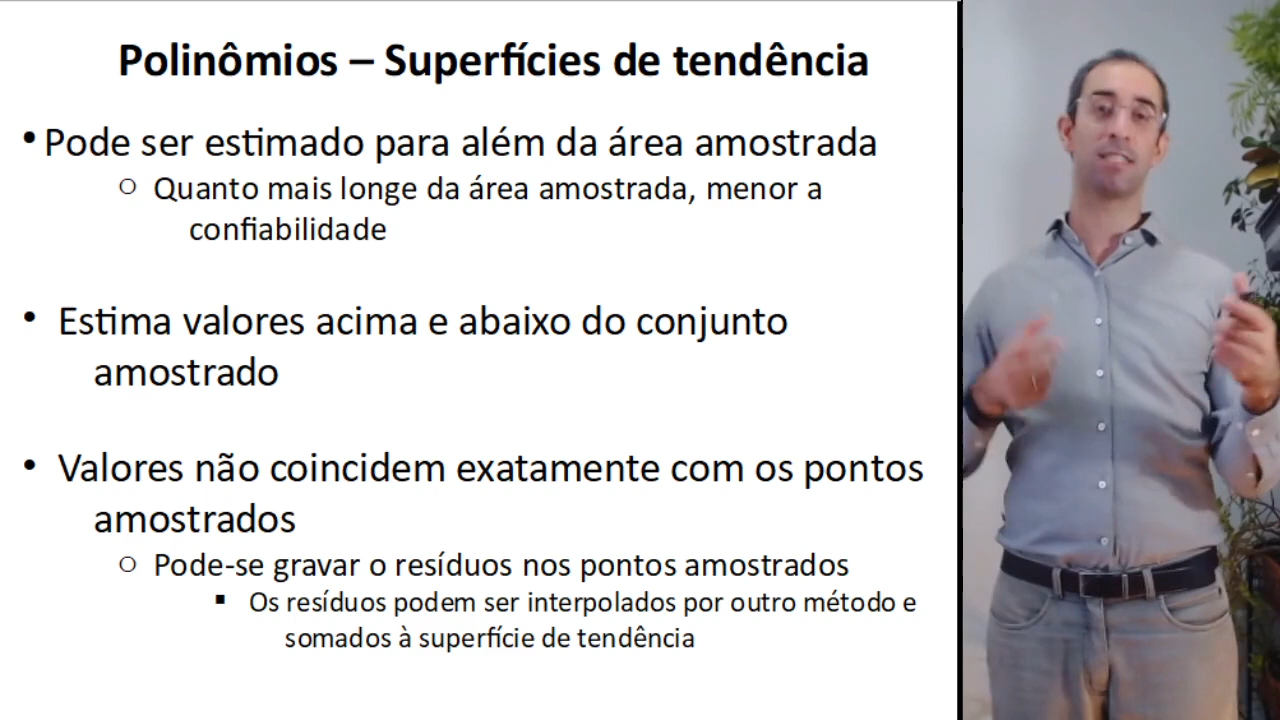 Polinômios – Superfícies de tendência
• Pode ser estimado para além da área amostrada
○ Quanto mais longe da área amostrada, menor a
confiabilidade
• Estima valores acima e abaixo do conjunto
amostrado
• Valores não coincidem exatamente com os pontos
amostrados
○ Pode-se gravar o resíduos nos pontos amostrados
▪ Os resíduos podem ser interpolados por outro método e
somados à superfície de tendência